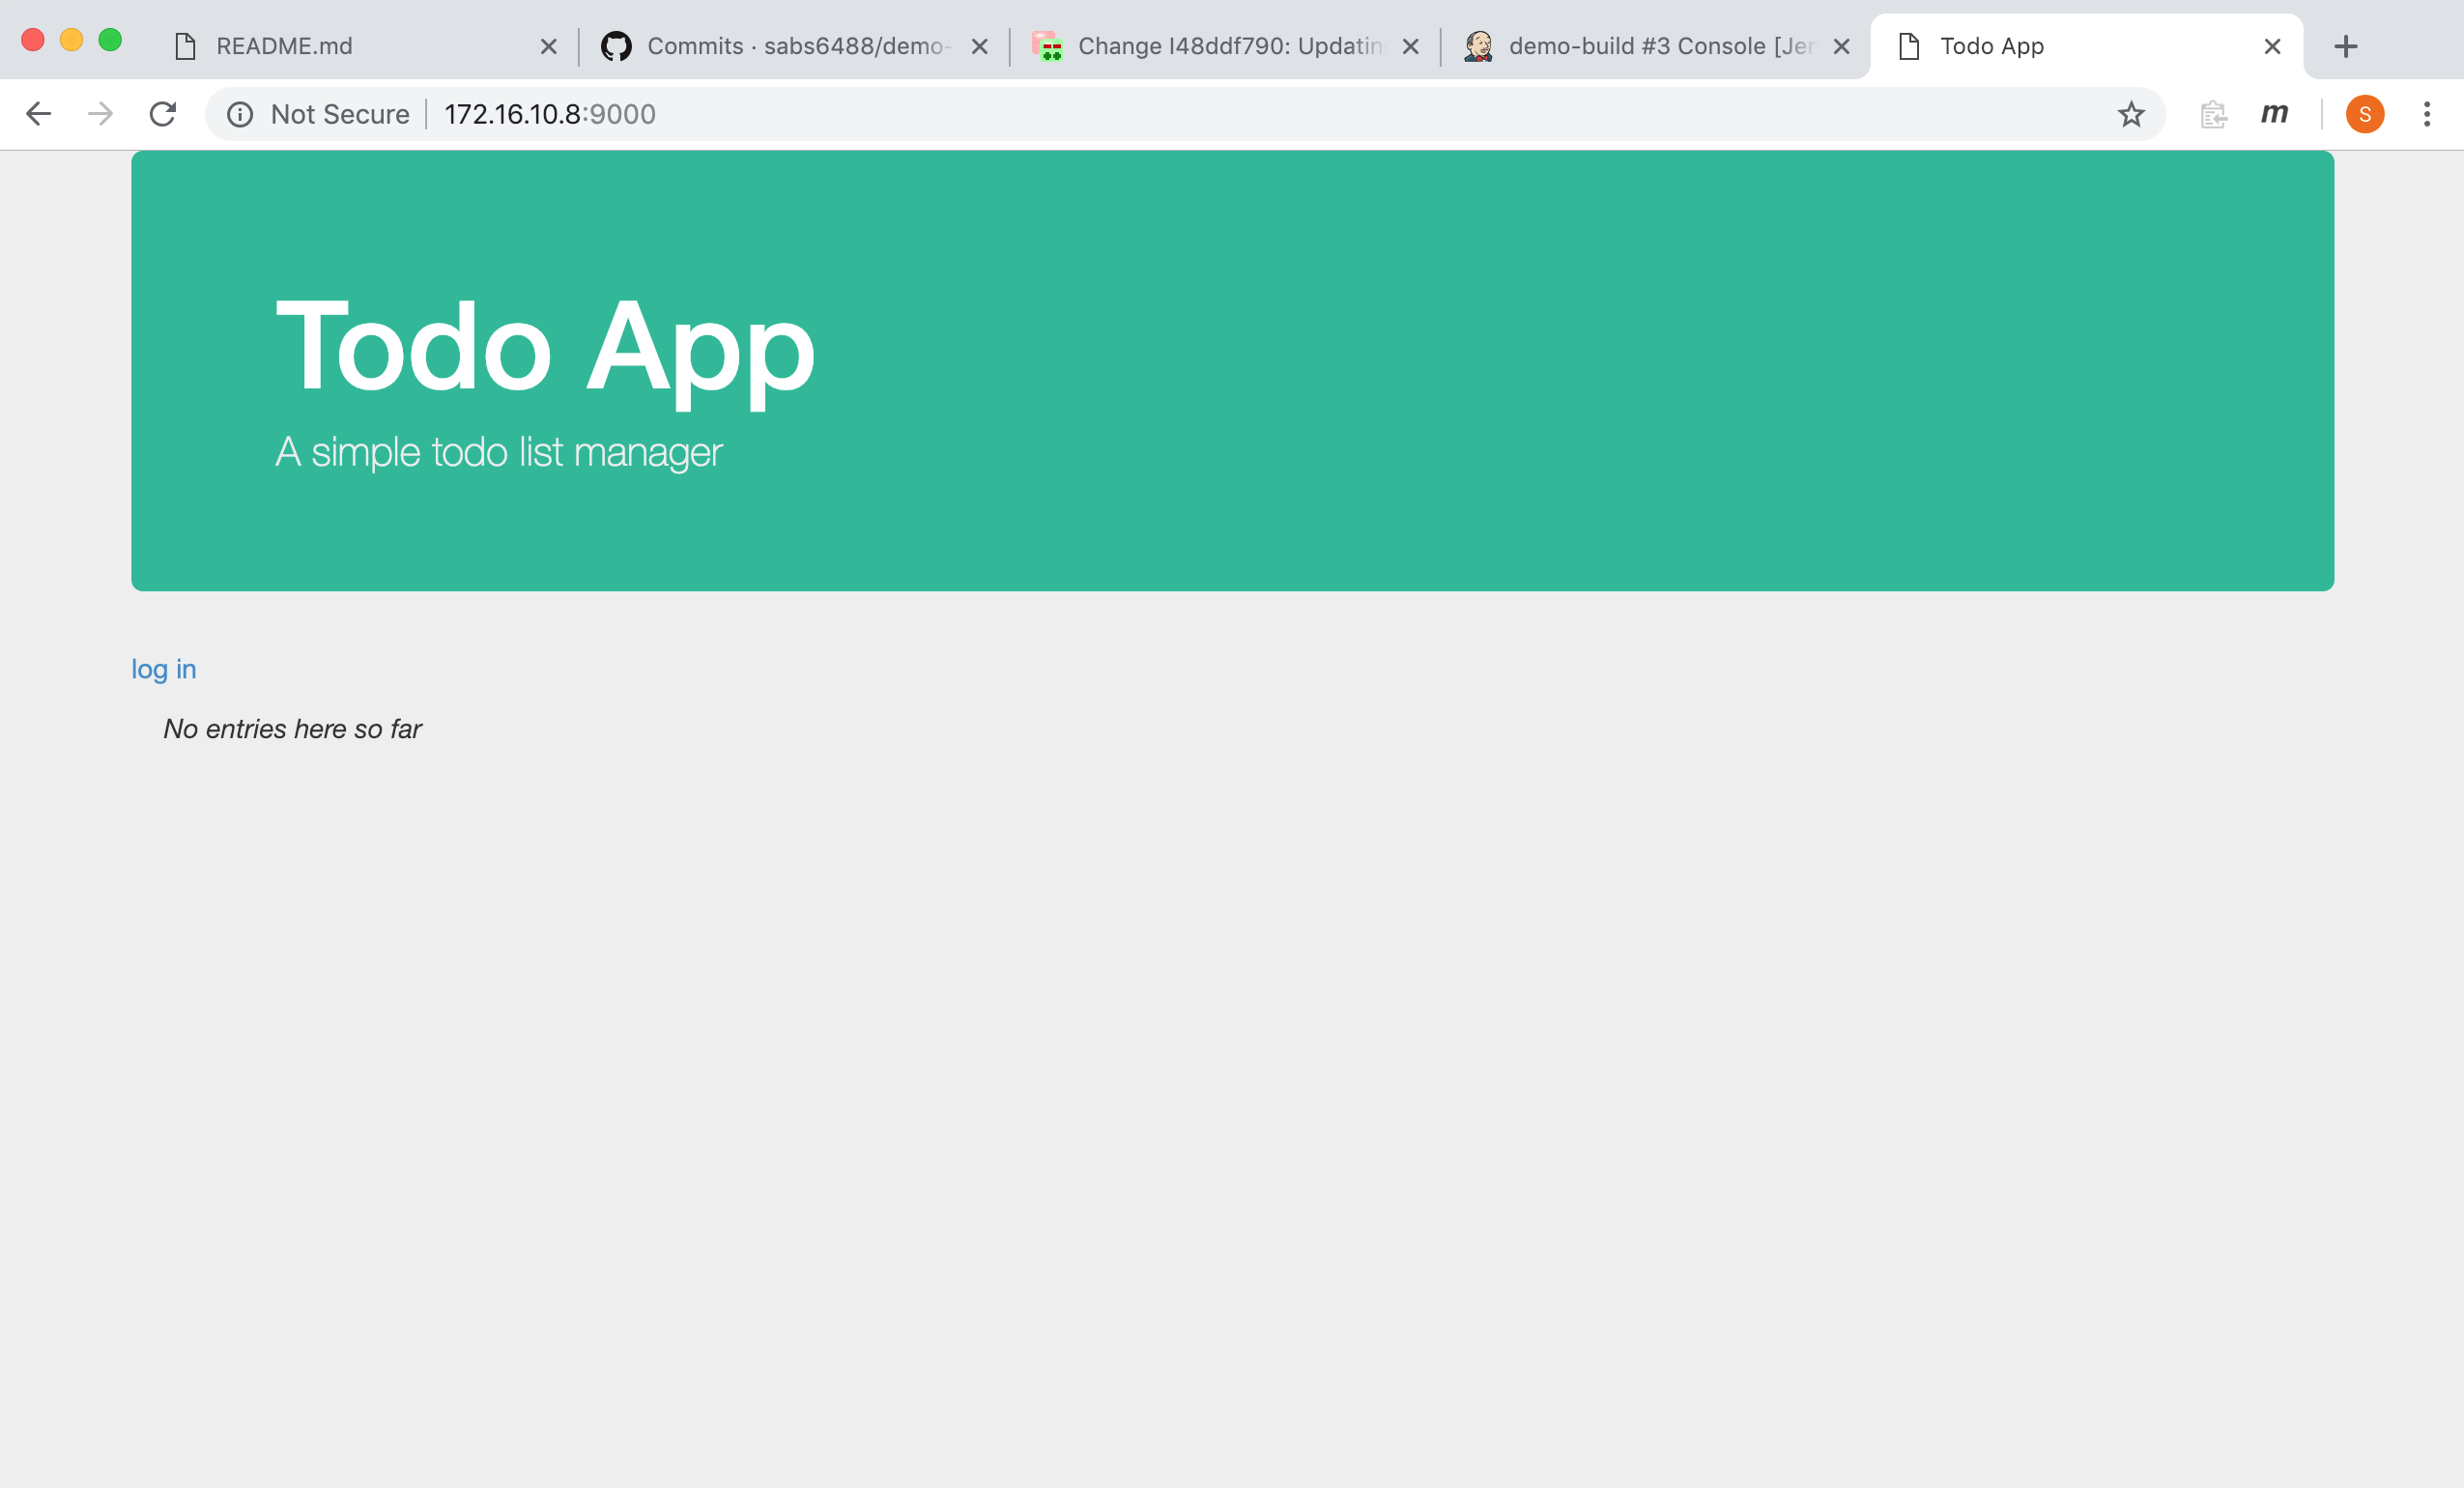 README.md
Commits · sabs6488/demo-
Change I48ddf790: Updatin
demo-build #3 Console [Jer
Todo App
Not Secure 172.16.10.8:9000
m
S
Todo App
A simple todo list manager
log in
No entries here so far